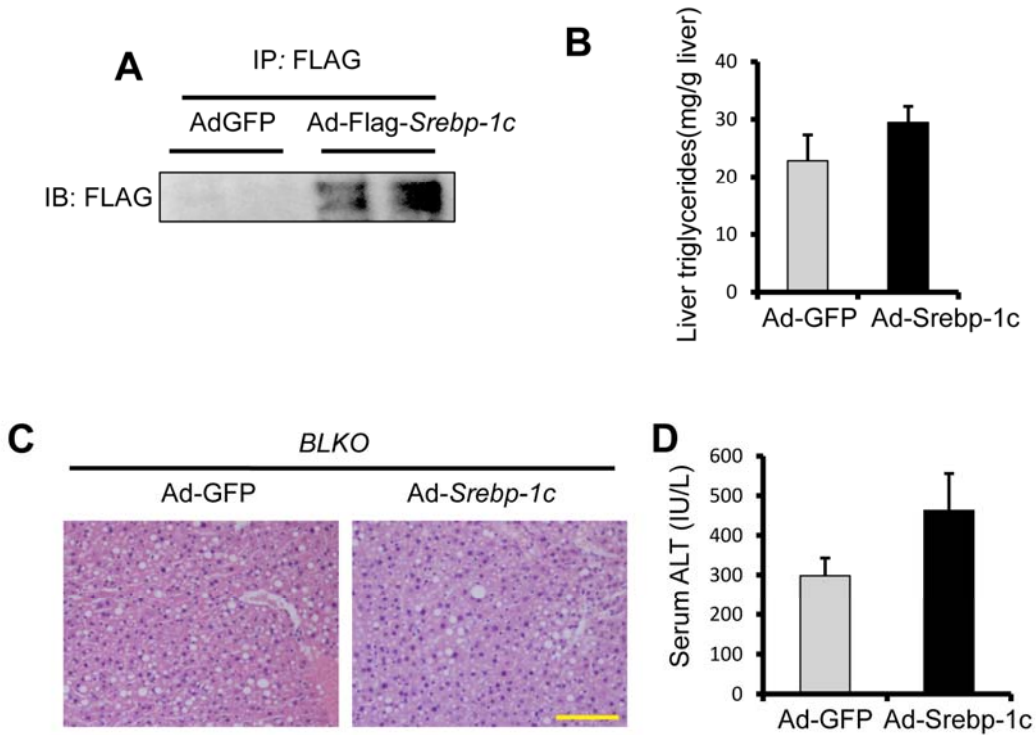 A
IP: FLAG
AdGFP Ad-Flag-Srebp-1c
IB: FLAG
B
Liver triglycerides(mg/g liver)
40
30
20
10
0
Ad-GFP Ad-Srebp-1c
C
BLKO
Ad-GFP Ad-Srebp-1c
D
Serum ALT (IU/L)
600
500
400
300
200
100
0
Ad-GFP Ad-Srebp-1c